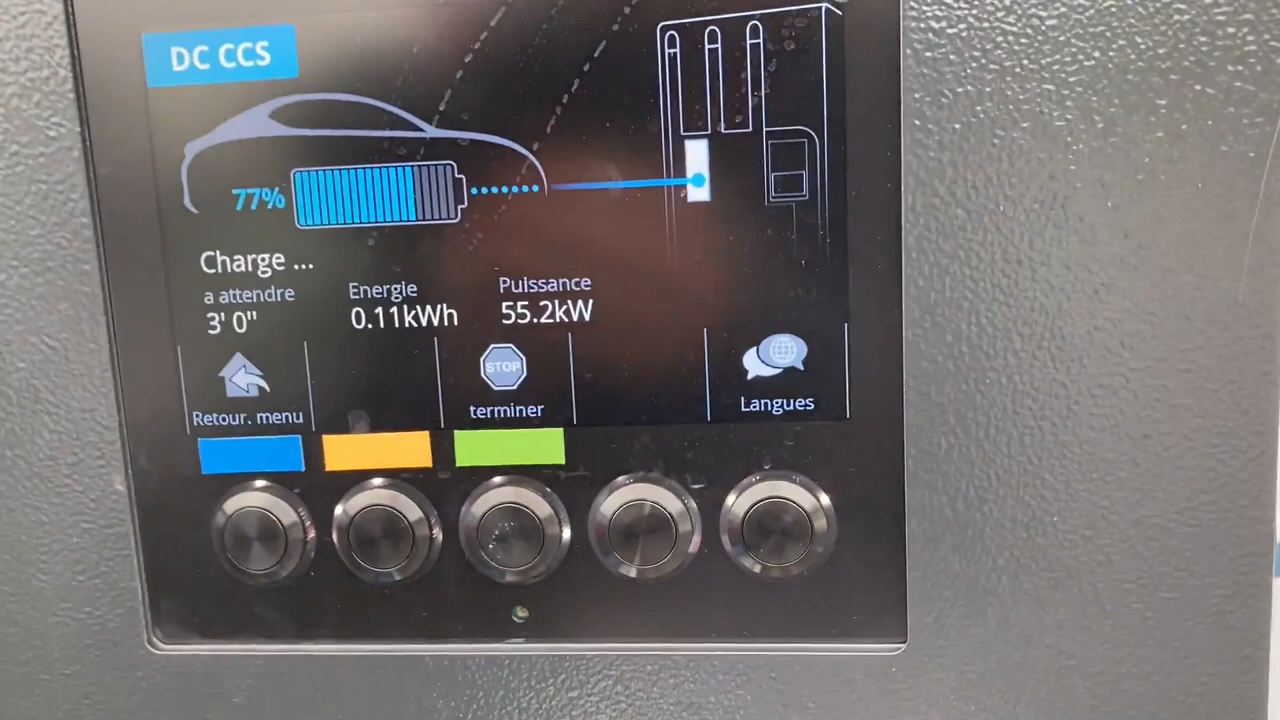 DC CCS
77%
Charge ...
a attendre
3' 0"
Energie
0.11kWh
Puissance
55.2kW
Retour. menu
STOP
terminer
Langues